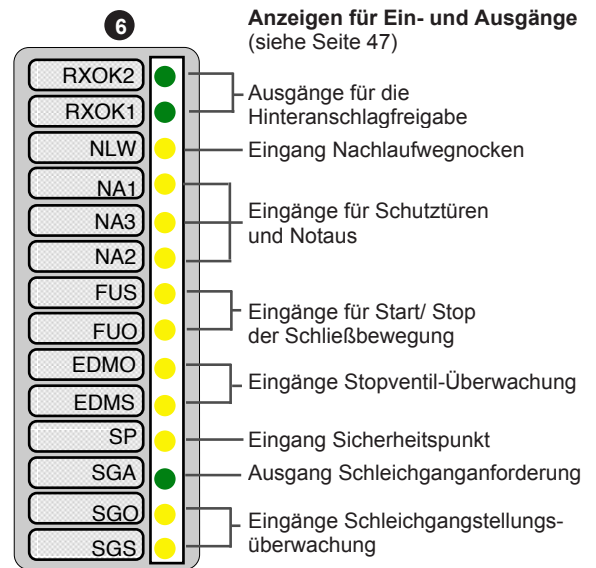 6
Anzeigen für Ein- und Ausgänge
(siehe Seite 47)
RXOK2
RXOK1
Ausgänge für die
Hinteranschlagfreigabe
NLW
Eingang Nachlaufwegnocken
NA1
NA3
NA2
Eingänge für Schutztüren
und Notaus
FUS
FUO
Eingänge für Start/ Stop
der Schließbewegung
EDMO
EDMS
Eingänge Stopventil-Überwachung
SP
Eingang Sicherheitspunkt
SGA
Ausgang Schleichganganforderung
SGO
SGS
Eingänge Schleichgangstellungs-
überwachung